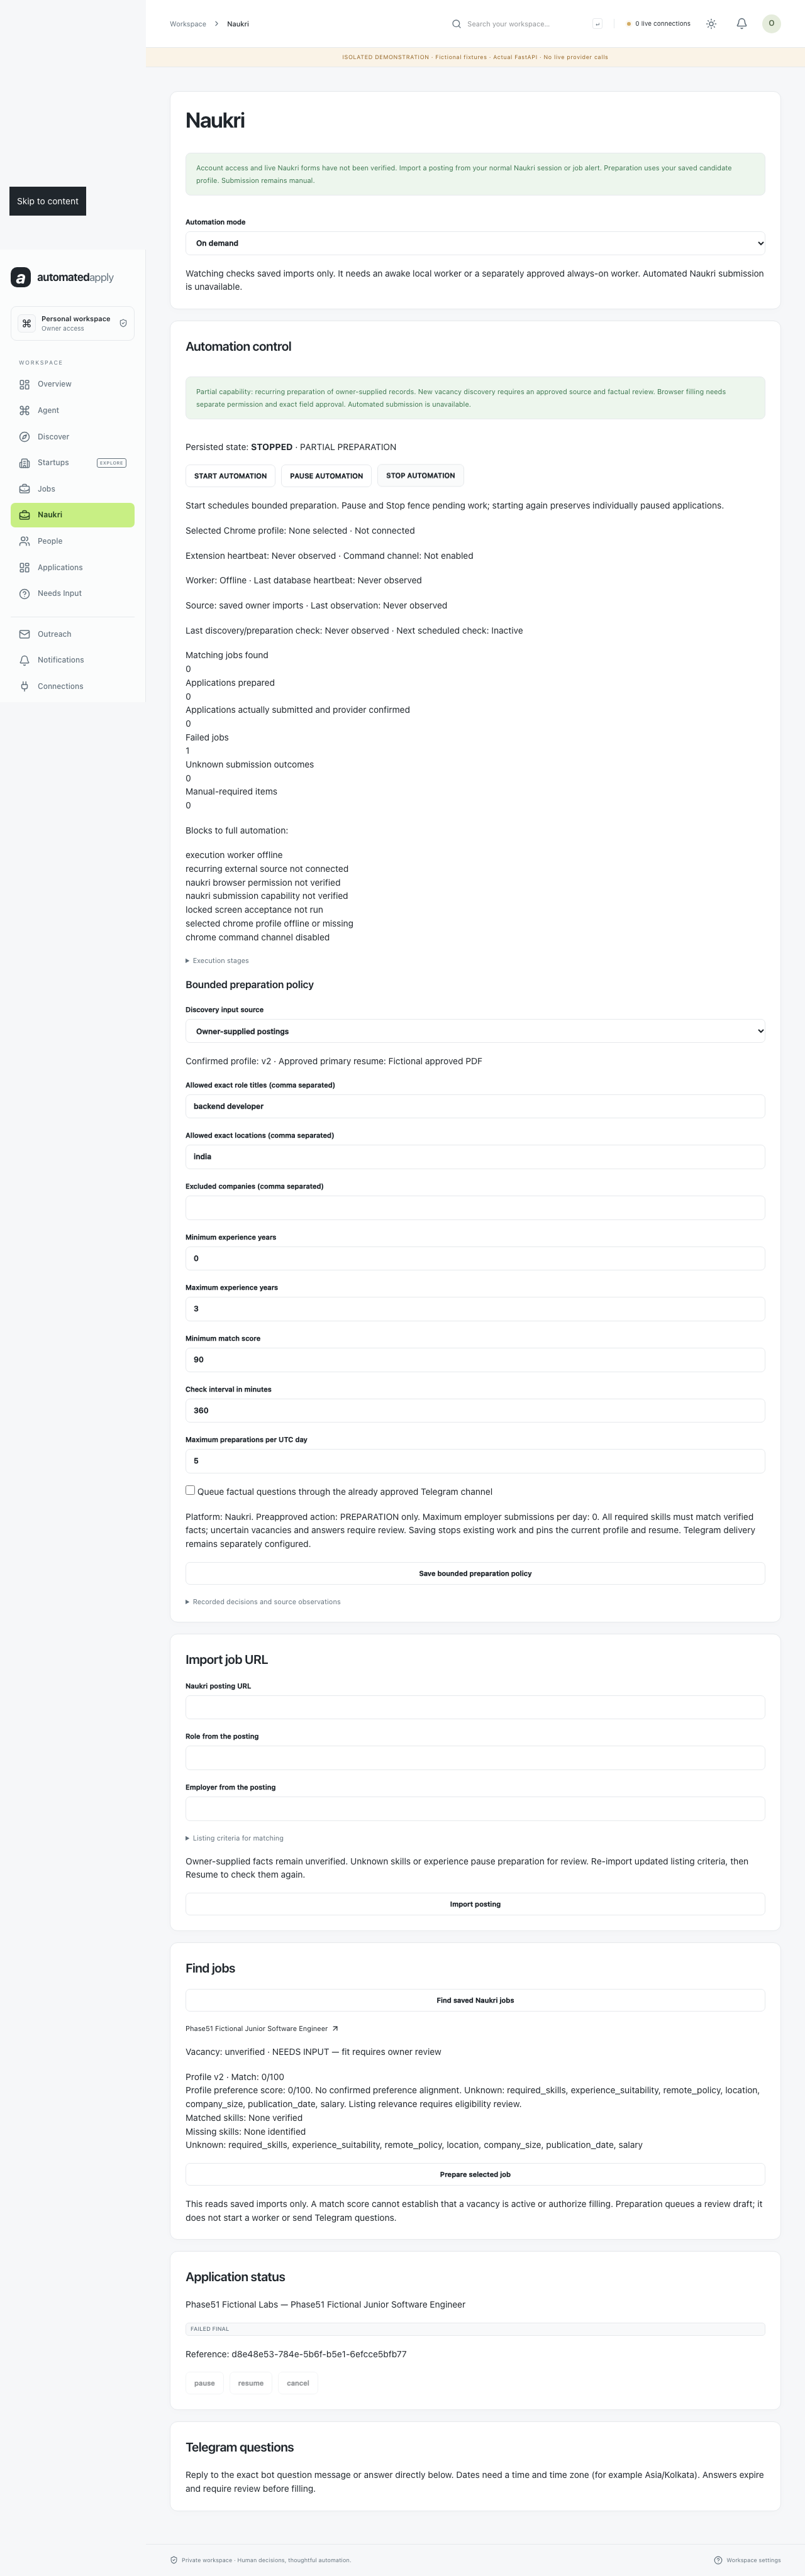 Workspace > Naukri
Search your workspace...
0 live connections
O
ISOLATED DEMONSTRATION · Fictional fixtures · Actual FastAPI · No live provider calls
Skip to content
a automatedapply
Personal workspace
Owner access
WORKSPACE
Overview
Agent
Discover
Startups EXPLORE
Jobs
Naukri
People
Applications
Needs Input
Outreach
Notifications
Connections
Naukri
Account access and live Naukri forms have not been verified. Import a posting from your normal Naukri session or job alert. Preparation uses your saved candidate
profile. Submission remains manual.
Automation mode
On demand
Watching checks saved imports only. It needs an awake local worker or a separately approved always-on worker. Automated Naukri submission
is unavailable.
Automation control
Partial capability: recurring preparation of owner-supplied records. New vacancy discovery requires an approved source and factual review. Browser filling needs
separate permission and exact field approval. Automated submission is unavailable.
Persisted state: STOPPED · PARTIAL PREPARATION
START AUTOMATION PAUSE AUTOMATION STOP AUTOMATION
Start schedules bounded preparation. Pause and Stop fence pending work; starting again preserves individually paused applications.
Selected Chrome profile: None selected · Not connected
Extension heartbeat: Never observed · Command channel: Not enabled
Worker: Offline · Last database heartbeat: Never observed
Source: saved owner imports · Last observation: Never observed
Last discovery/preparation check: Never observed · Next scheduled check: Inactive
Matching jobs found
0
Applications prepared
0
Applications actually submitted and provider confirmed
0
Failed jobs
1
Unknown submission outcomes
0
Manual-required items
0
Blocks to full automation:
execution worker offline
recurring external source not connected
naukri browser permission not verified
naukri submission capability not verified
locked screen acceptance not run
selected chrome profile offline or missing
chrome command channel disabled
Execution stages
Bounded preparation policy
Discovery input source
Owner-supplied postings
Confirmed profile: v2 · Approved primary resume: Fictional approved PDF
Allowed exact role titles (comma separated)
backend developer
Allowed exact locations (comma separated)
india
Excluded companies (comma separated)
Minimum experience years
0
Maximum experience years
3
Minimum match score
90
Check interval in minutes
360
Maximum preparations per UTC day
5
Queue factual questions through the already approved Telegram channel
Platform: Naukri. Preapproved action: PREPARATION only. Maximum employer submissions per day: 0. All required skills must match verified
facts; uncertain vacancies and answers require review. Saving stops existing work and pins the current profile and resume. Telegram delivery
remains separately configured.
Save bounded preparation policy
Recorded decisions and source observations
Import job URL
Naukri posting URL
Role from the posting
Employer from the posting
Listing criteria for matching
Owner-supplied facts remain unverified. Unknown skills or experience pause preparation for review. Re-import updated listing criteria, then
Resume to check them again.
Import posting
Find jobs
Find saved Naukri jobs
Phase51 Fictional Junior Software Engineer
Vacancy: unverified · NEEDS INPUT — fit requires owner review
Profile v2 · Match: 0/100
Profile preference score: 0/100. No confirmed preference alignment. Unknown: required_skills, experience_suitability, remote_policy, location,
company_size, publication_date, salary. Listing relevance requires eligibility review.
Matched skills: None verified
Missing skills: None identified
Unknown: required_skills, experience_suitability, remote_policy, location, company_size, publication_date, salary
Prepare selected job
This reads saved imports only. A match score cannot establish that a vacancy is active or authorize filling. Preparation queues a review draft; it
does not start a worker or send Telegram questions.
Application status
Phase51 Fictional Labs — Phase51 Fictional Junior Software Engineer
FAILED FINAL
Reference: d8e48e53-784e-5b6f-b5e1-6efcce5bfb77
pause resume cancel
Telegram questions
Reply to the exact bot question message or answer directly below. Dates need a time and time zone (for example Asia/Kolkata). Answers expire
and require review before filling.
Private workspace · Human decisions, thoughtful automation.
Workspace settings